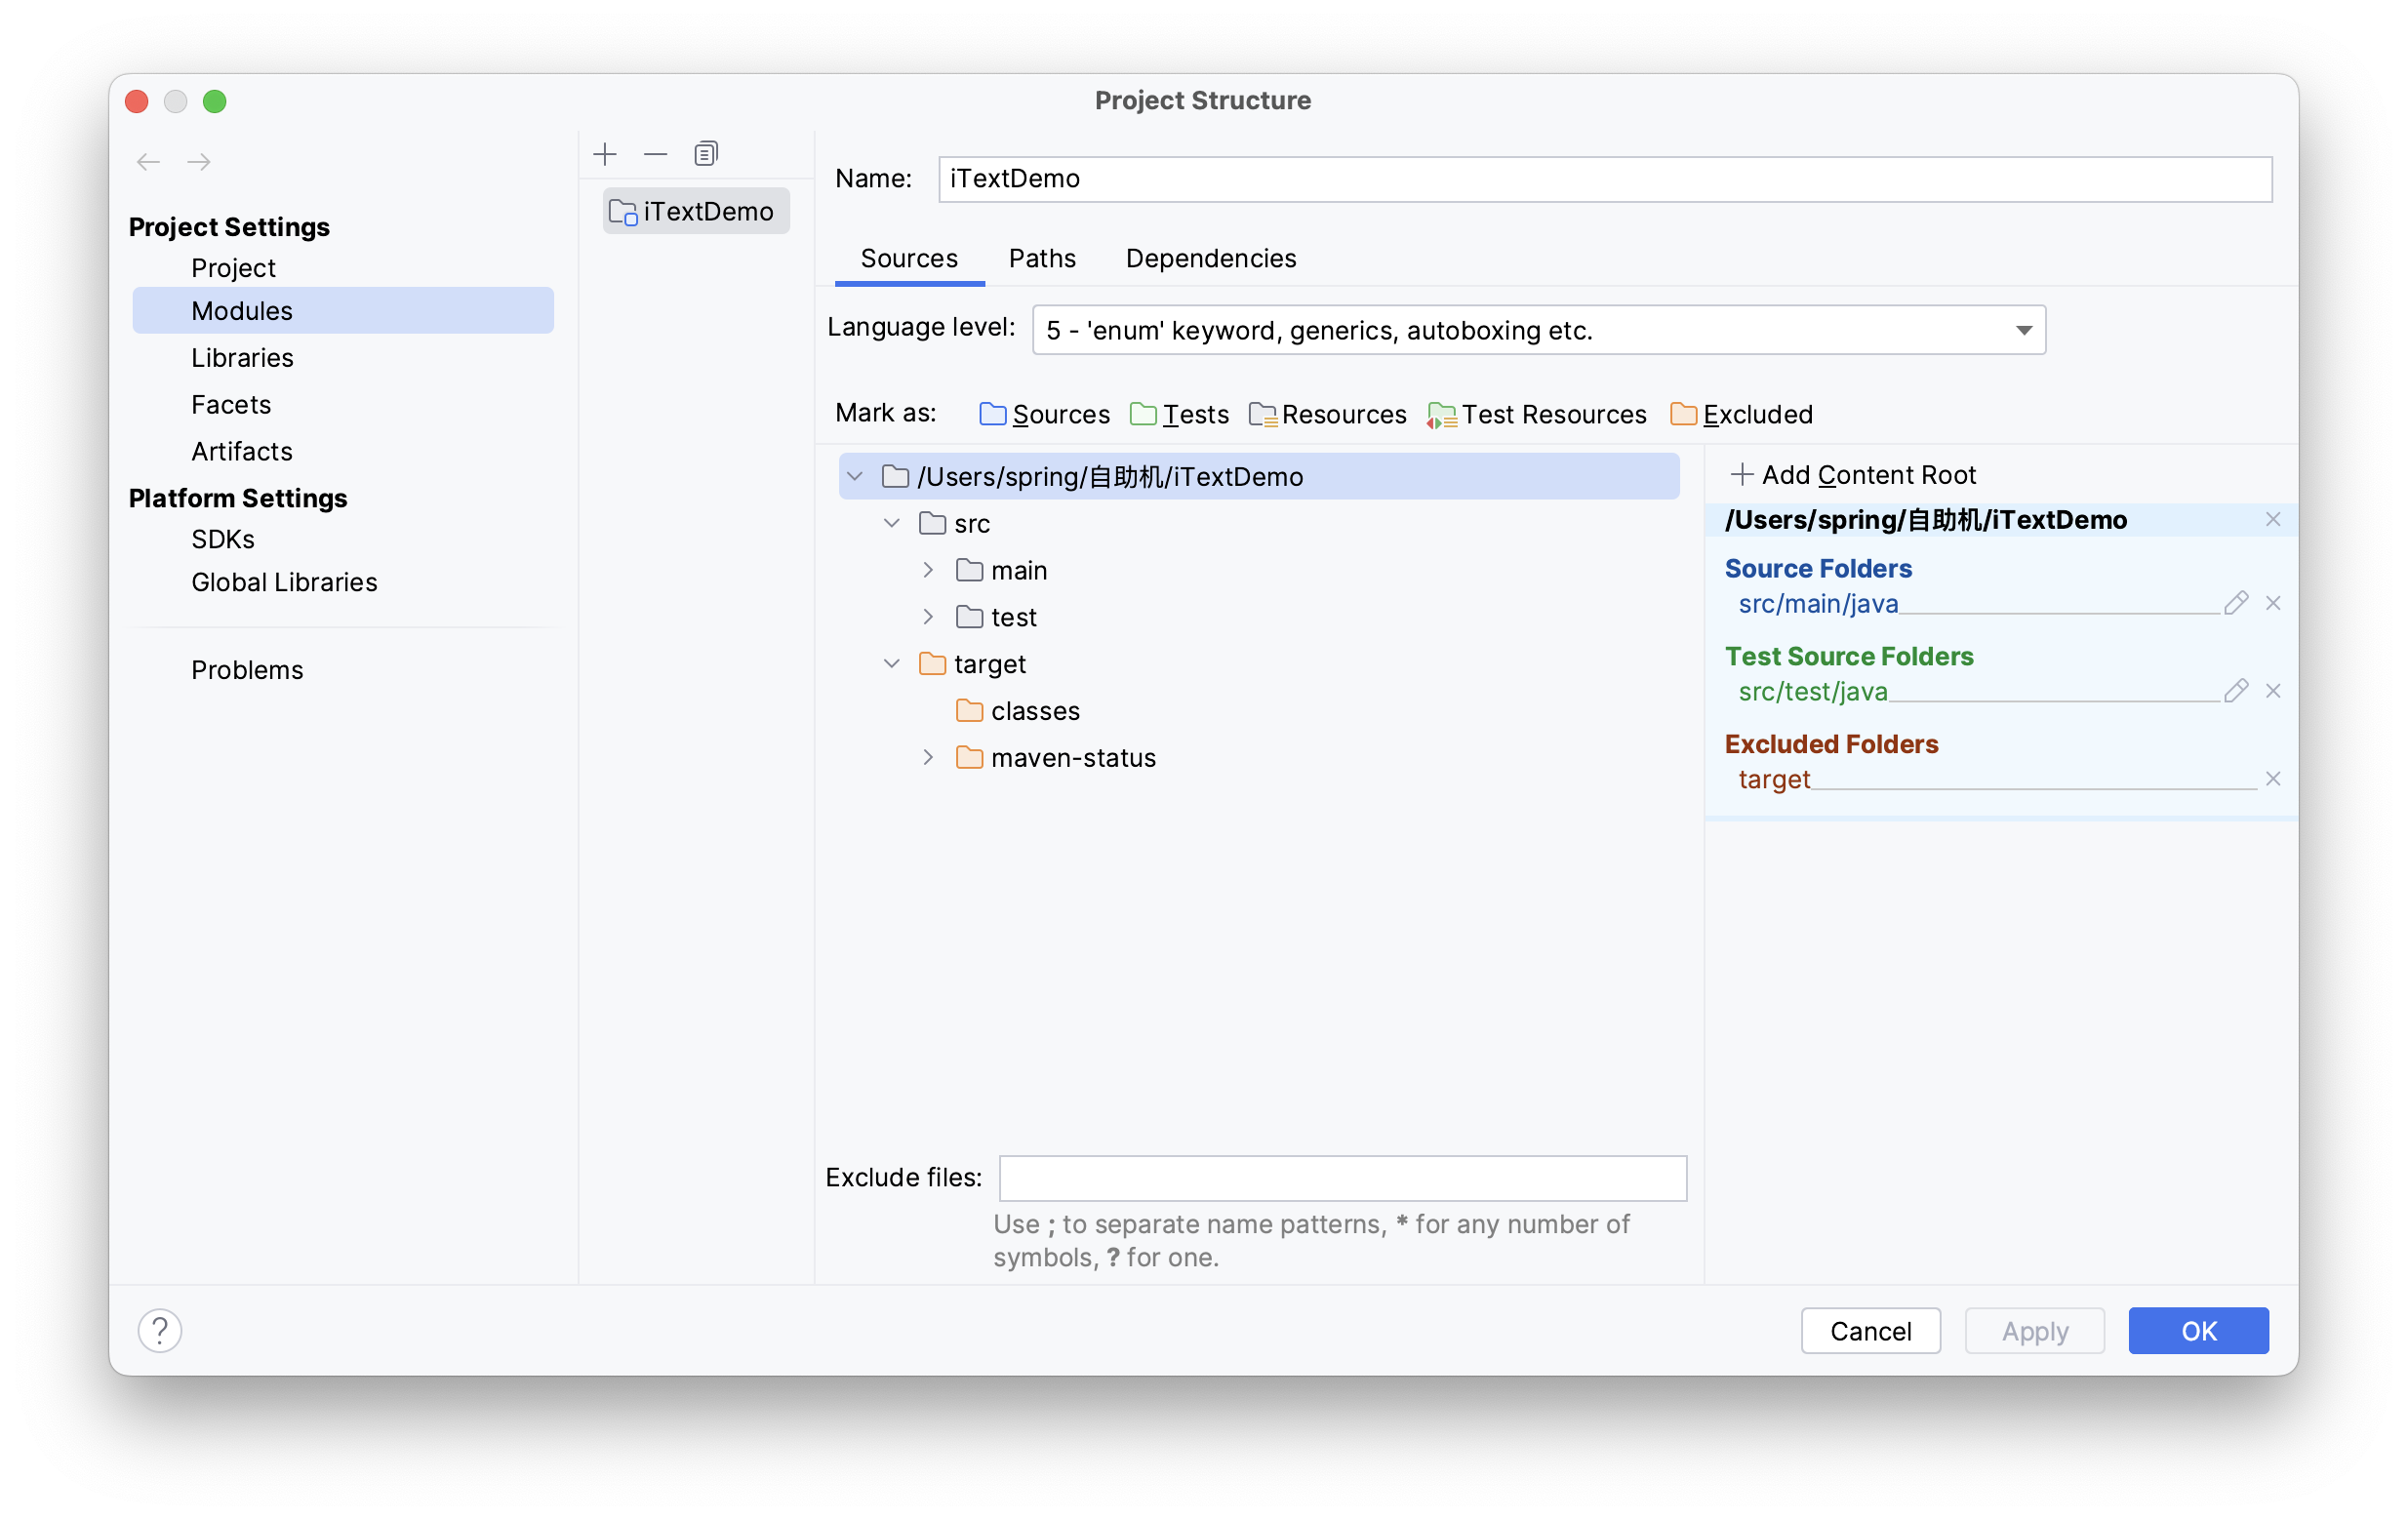 Project Structure
Project Settings
Project
Modules
Libraries
Facets
Artifacts
Platform Settings
SDKs
Global Libraries
Problems
iTextDemo
Name: iTextDemo
Sources Paths Dependencies
Language level: 5 - 'enum' keyword, generics, autoboxing etc.
Mark as: Sources Tests Resources Test Resources Excluded
/Users/spring/自助机/iTextDemo
src
main
test
target
classes
maven-status
Exclude files:
Use ; to separate name patterns, * for any number of
symbols, ? for one.
Add Content Root
/Users/spring/自助机/iTextDemo
Source Folders
src/main/java
Test Source Folders
src/test/java
Excluded Folders
target
? Cancel Apply OK